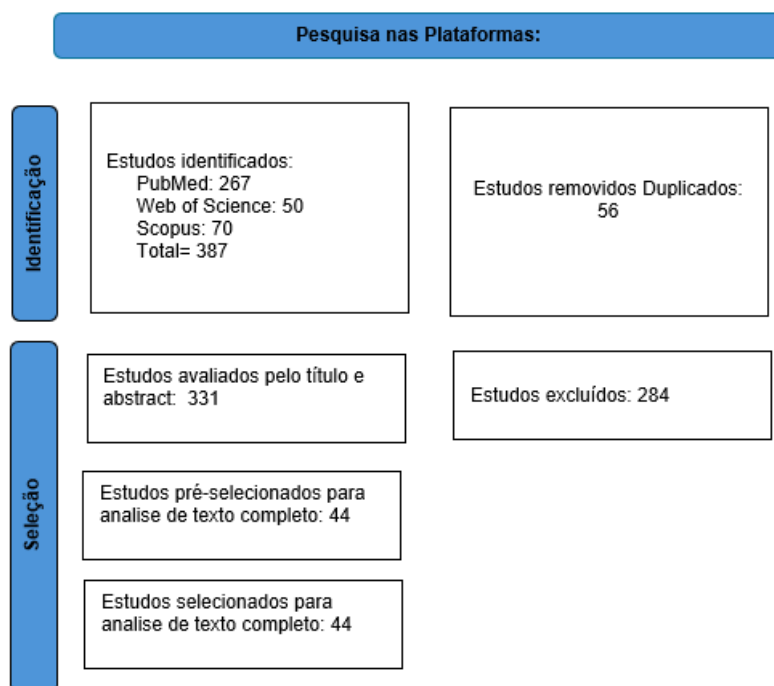 Pesquisa nas Plataformas:
Identificação
Estudos identificados:
PubMed: 267
Web of Science: 50
Scopus: 70
Total= 387
Estudos removidos Duplicados:
56
Seleção
Estudos avaliados pelo título e
abstract: 331
Estudos excluídos: 284
Estudos pré-selecionados para
analise de texto completo: 44
Estudos selecionados para
analise de texto completo: 44